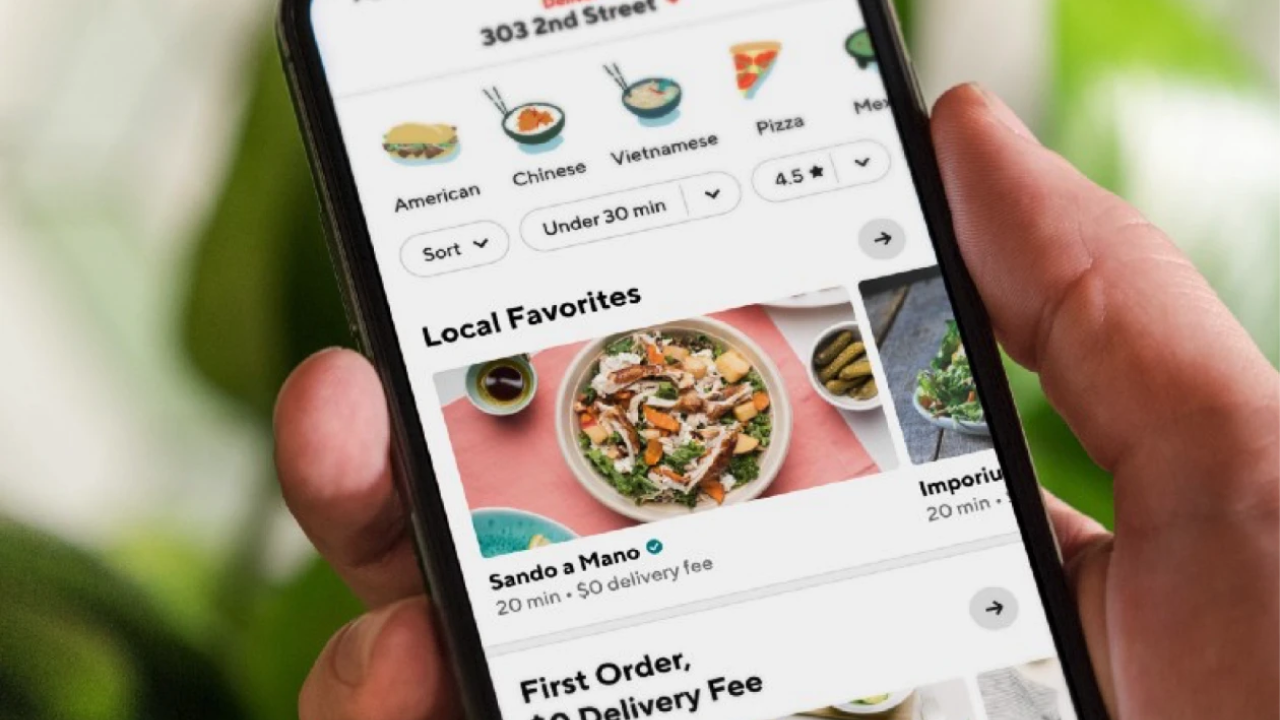 303 2nd Street
American
Chinese
Vietnamese
Pizza
Mex
Sort
Under 30 min
4.5 ★
Local Favorites
Sando a Mano
20 min • $0 delivery fee
Imporiu
20 min •
First Order,
$0 Delivery Fee